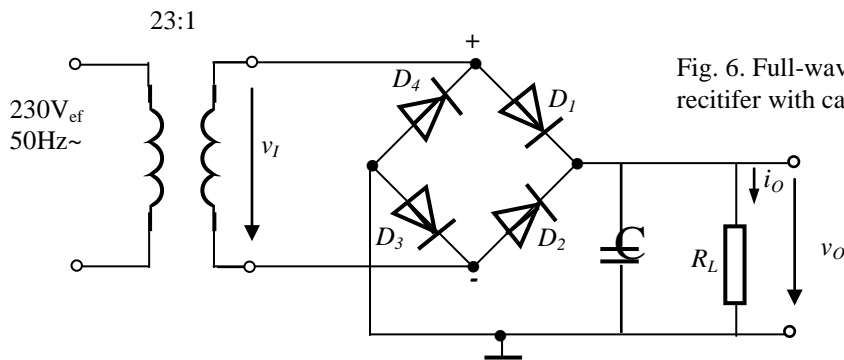 23:1
+
Fig. 6. Full-wav
recitifer with ca
D4
D1
230Vef
50Hz~
vI
iO
D3
D2
C
RL
vO
-